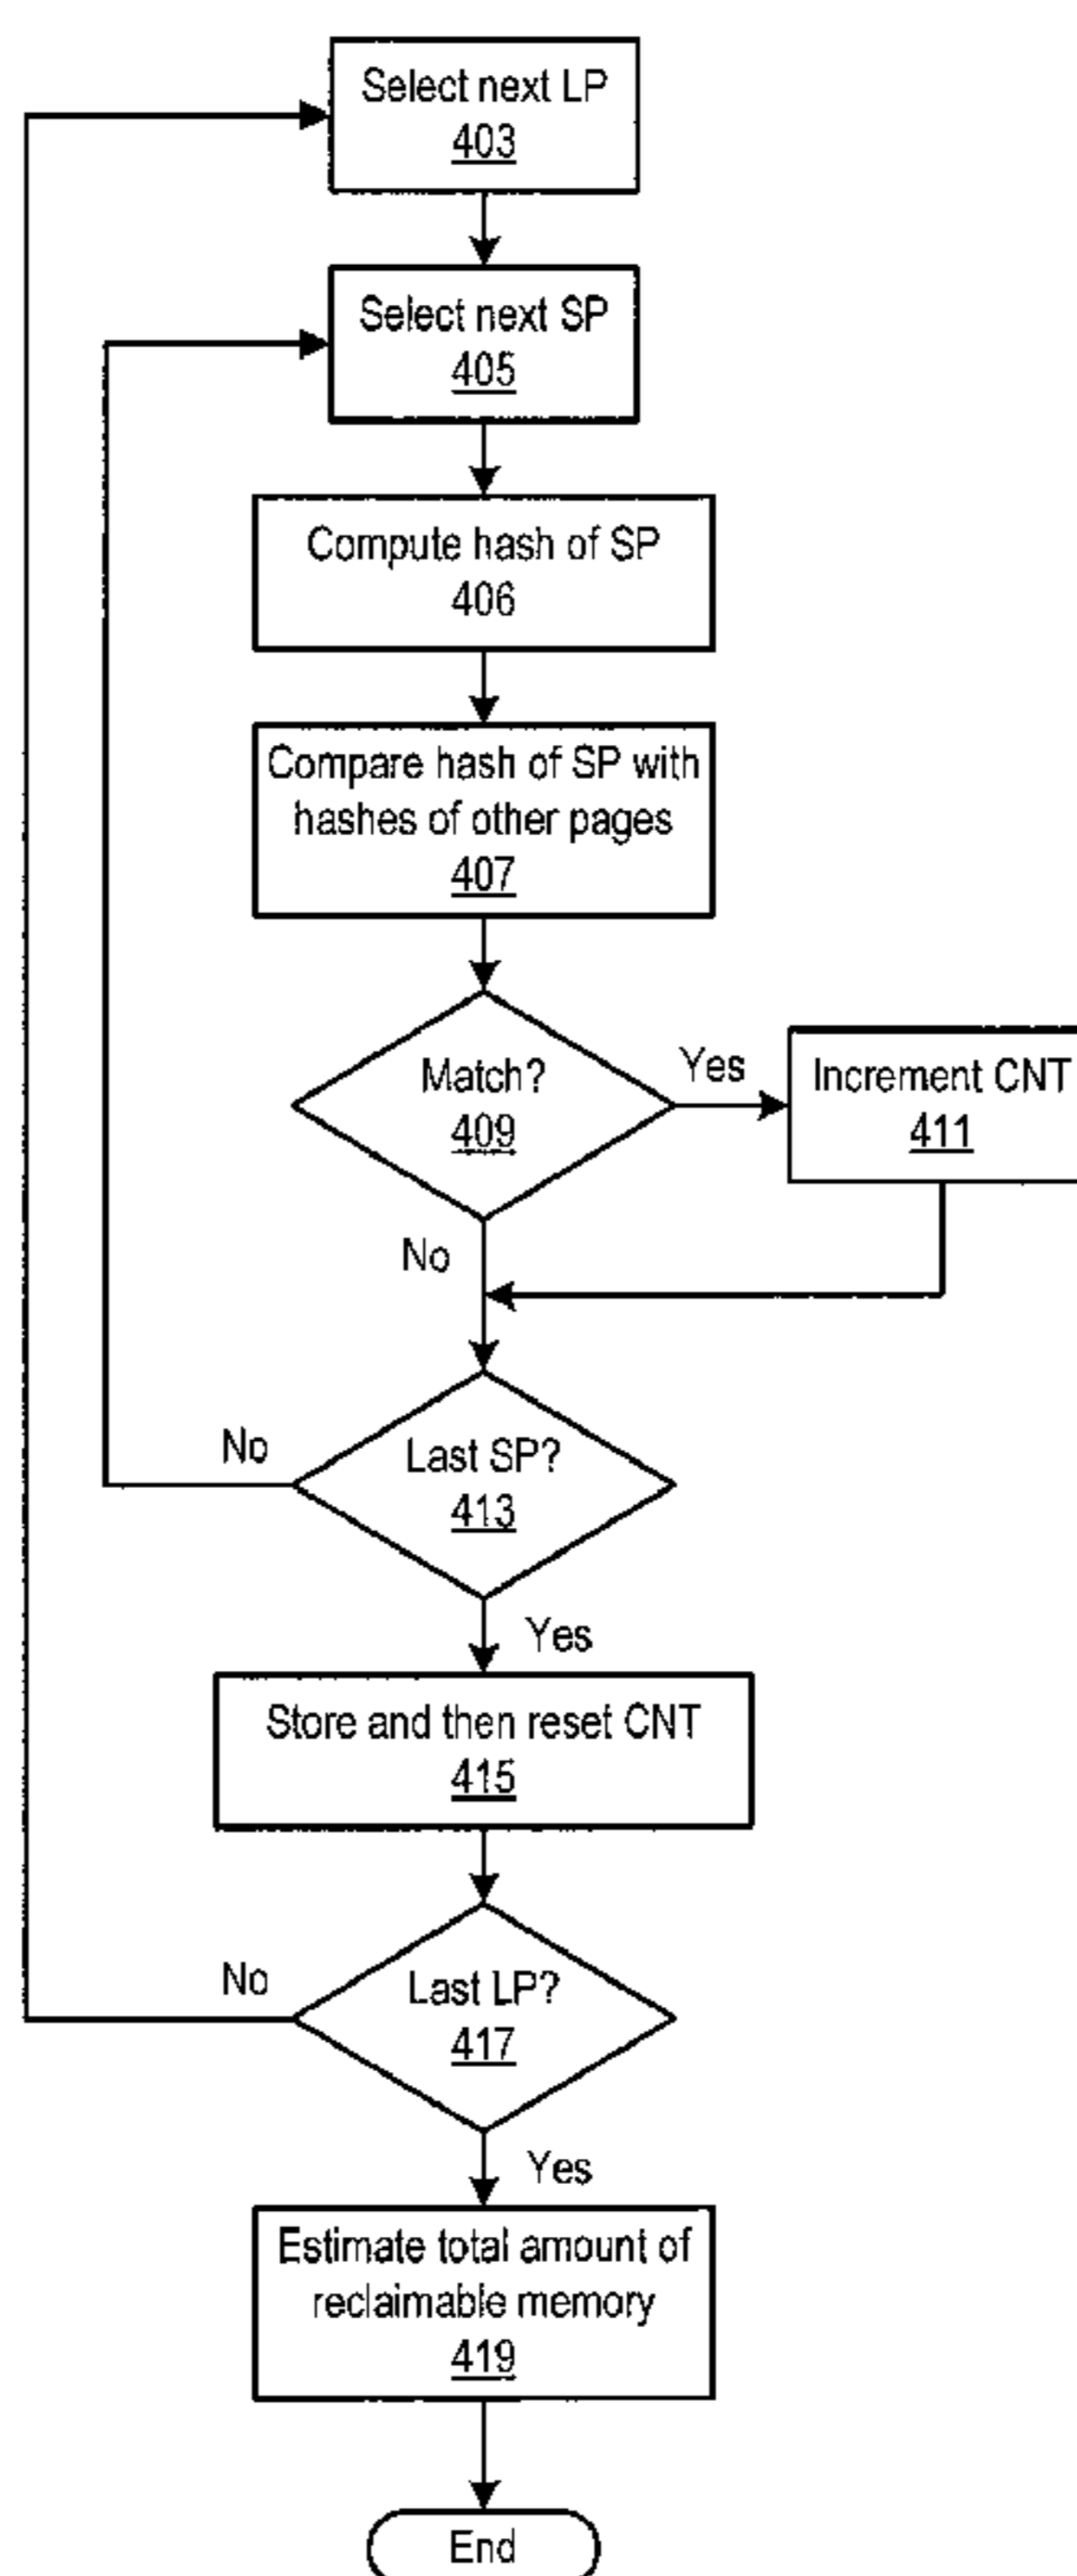 Select next LP
403
Select next SP
405
Compute hash of SP
406
Compare hash of SP with
hashes of other pages
407
Match?
409
Yes
Increment CNT
411
No
Last SP?
413
No
Yes
Store and then reset CNT
415
Last LP?
417
No
Yes
Estimate total amount of
reclaimable memory
419
End